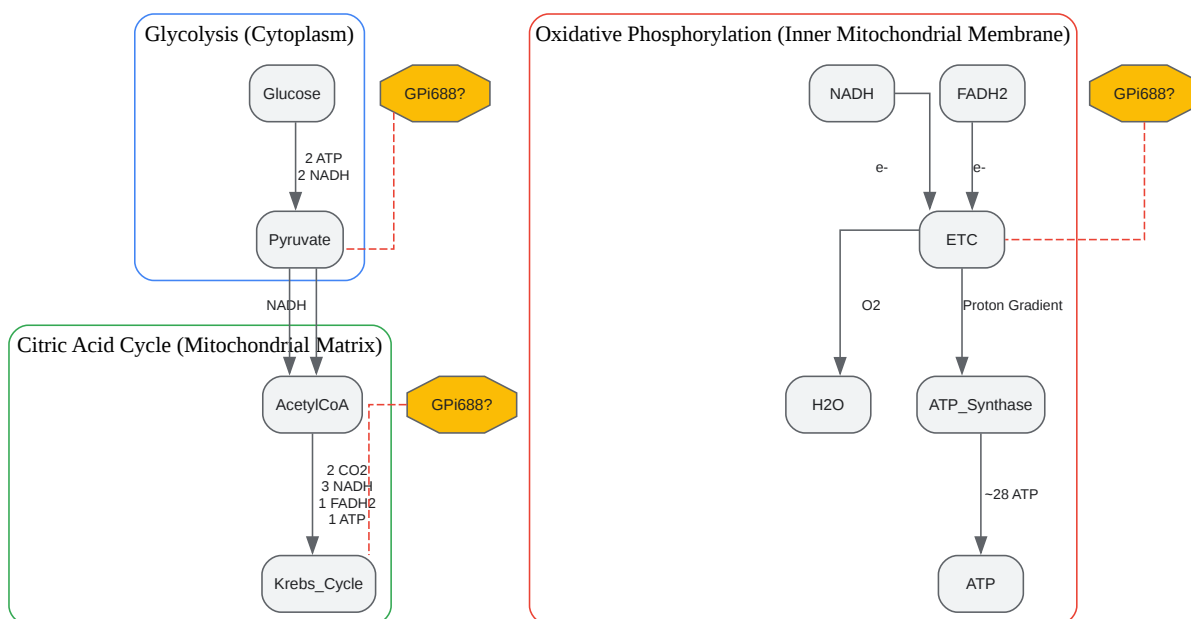 Glycolysis (Cytoplasm)
Glucose
GPi688?
2 ATP
2 NADH
Pyruvate
NADH
Citric Acid Cycle (Mitochondrial Matrix)
AcetylCoA
GPi688?
2 CO2
3 NADH
1 FADH2
1 ATP
Krebs_Cycle
Oxidative Phosphorylation (Inner Mitochondrial Membrane)
NADH
FADH2
GPi688?
e-
e-
ETC
O2
Proton Gradient
H2O
ATP_Synthase
~28 ATP
ATP